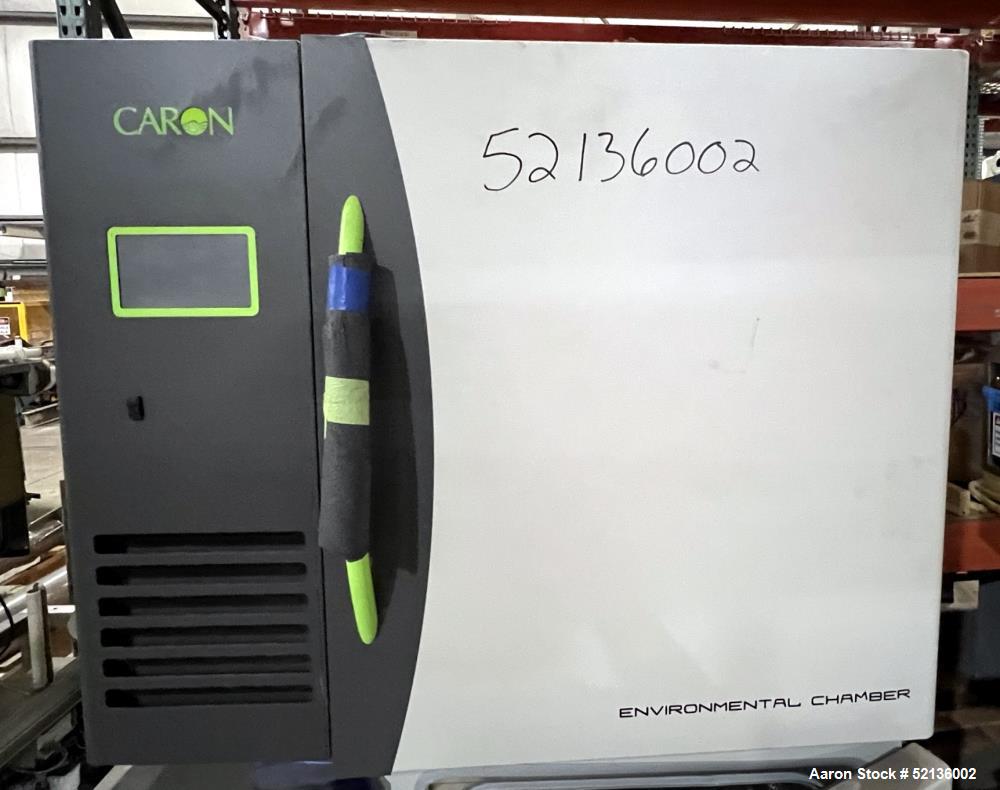 CARON
52136002
ENVIRONMENTAL CHAMBER
Aaron Stock # 52136002